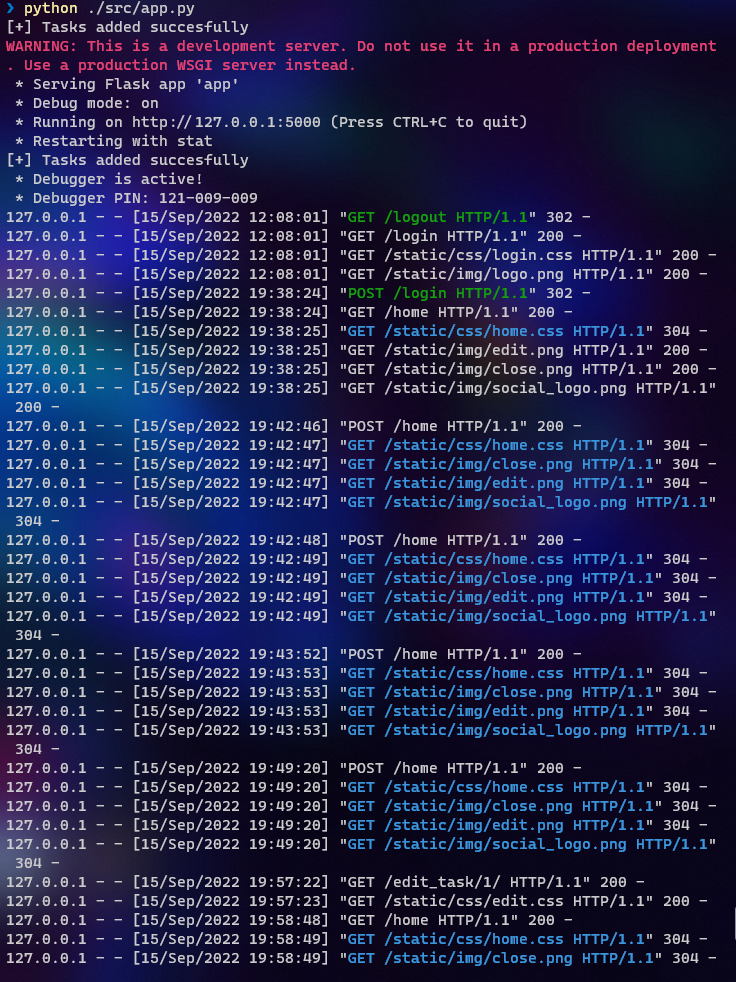 ❯ python ./src/app.py
[+] Tasks added succesfully
WARNING: This is a development server. Do not use it in a production deployment
. Use a production WSGI server instead.
 * Serving Flask app 'app'
 * Debug mode: on
 * Running on http://127.0.0.1:5000 (Press CTRL+C to quit)
 * Restarting with stat
[+] Tasks added succesfully
 * Debugger is active!
 * Debugger PIN: 121-009-009
127.0.0.1 - - [15/Sep/2022 12:08:01] "GET /logout HTTP/1.1" 302 -
127.0.0.1 - - [15/Sep/2022 12:08:01] "GET /login HTTP/1.1" 200 -
127.0.0.1 - - [15/Sep/2022 12:08:01] "GET /static/css/login.css HTTP/1.1" 200 -
127.0.0.1 - - [15/Sep/2022 12:08:01] "GET /static/img/logo.png HTTP/1.1" 200 -
127.0.0.1 - - [15/Sep/2022 19:38:24] "POST /login HTTP/1.1" 302 -
127.0.0.1 - - [15/Sep/2022 19:38:24] "GET /home HTTP/1.1" 200 -
127.0.0.1 - - [15/Sep/2022 19:38:25] "GET /static/css/home.css HTTP/1.1" 304 -
127.0.0.1 - - [15/Sep/2022 19:38:25] "GET /static/img/edit.png HTTP/1.1" 200 -
127.0.0.1 - - [15/Sep/2022 19:38:25] "GET /static/img/close.png HTTP/1.1" 200 -
127.0.0.1 - - [15/Sep/2022 19:38:25] "GET /static/img/social_logo.png HTTP/1.1"
 200 -
127.0.0.1 - - [15/Sep/2022 19:42:46] "POST /home HTTP/1.1" 200 -
127.0.0.1 - - [15/Sep/2022 19:42:47] "GET /static/css/home.css HTTP/1.1" 304 -
127.0.0.1 - - [15/Sep/2022 19:42:47] "GET /static/img/close.png HTTP/1.1" 304 -
127.0.0.1 - - [15/Sep/2022 19:42:47] "GET /static/img/edit.png HTTP/1.1" 304 -
127.0.0.1 - - [15/Sep/2022 19:42:47] "GET /static/img/social_logo.png HTTP/1.1"
 304 -
127.0.0.1 - - [15/Sep/2022 19:42:48] "POST /home HTTP/1.1" 200 -
127.0.0.1 - - [15/Sep/2022 19:42:49] "GET /static/css/home.css HTTP/1.1" 304 -
127.0.0.1 - - [15/Sep/2022 19:42:49] "GET /static/img/close.png HTTP/1.1" 304 -
127.0.0.1 - - [15/Sep/2022 19:42:49] "GET /static/img/edit.png HTTP/1.1" 304 -
127.0.0.1 - - [15/Sep/2022 19:42:49] "GET /static/img/social_logo.png HTTP/1.1"
 304 -
127.0.0.1 - - [15/Sep/2022 19:43:52] "POST /home HTTP/1.1" 200 -
127.0.0.1 - - [15/Sep/2022 19:43:53] "GET /static/css/home.css HTTP/1.1" 304 -
127.0.0.1 - - [15/Sep/2022 19:43:53] "GET /static/img/close.png HTTP/1.1" 304 -
127.0.0.1 - - [15/Sep/2022 19:43:53] "GET /static/img/edit.png HTTP/1.1" 304 -
127.0.0.1 - - [15/Sep/2022 19:43:53] "GET /static/img/social_logo.png HTTP/1.1"
 304 -
127.0.0.1 - - [15/Sep/2022 19:49:20] "POST /home HTTP/1.1" 200 -
127.0.0.1 - - [15/Sep/2022 19:49:20] "GET /static/css/home.css HTTP/1.1" 304 -
127.0.0.1 - - [15/Sep/2022 19:49:20] "GET /static/img/close.png HTTP/1.1" 304 -
127.0.0.1 - - [15/Sep/2022 19:49:20] "GET /static/img/edit.png HTTP/1.1" 304 -
127.0.0.1 - - [15/Sep/2022 19:49:20] "GET /static/img/social_logo.png HTTP/1.1"
 304 -
127.0.0.1 - - [15/Sep/2022 19:57:22] "GET /edit_task/1/ HTTP/1.1" 200 -
127.0.0.1 - - [15/Sep/2022 19:57:23] "GET /static/css/edit.css HTTP/1.1" 200 -
127.0.0.1 - - [15/Sep/2022 19:58:48] "GET /home HTTP/1.1" 200 -
127.0.0.1 - - [15/Sep/2022 19:58:49] "GET /static/css/home.css HTTP/1.1" 304 -
127.0.0.1 - - [15/Sep/2022 19:58:49] "GET /static/img/close.png HTTP/1.1" 304 -